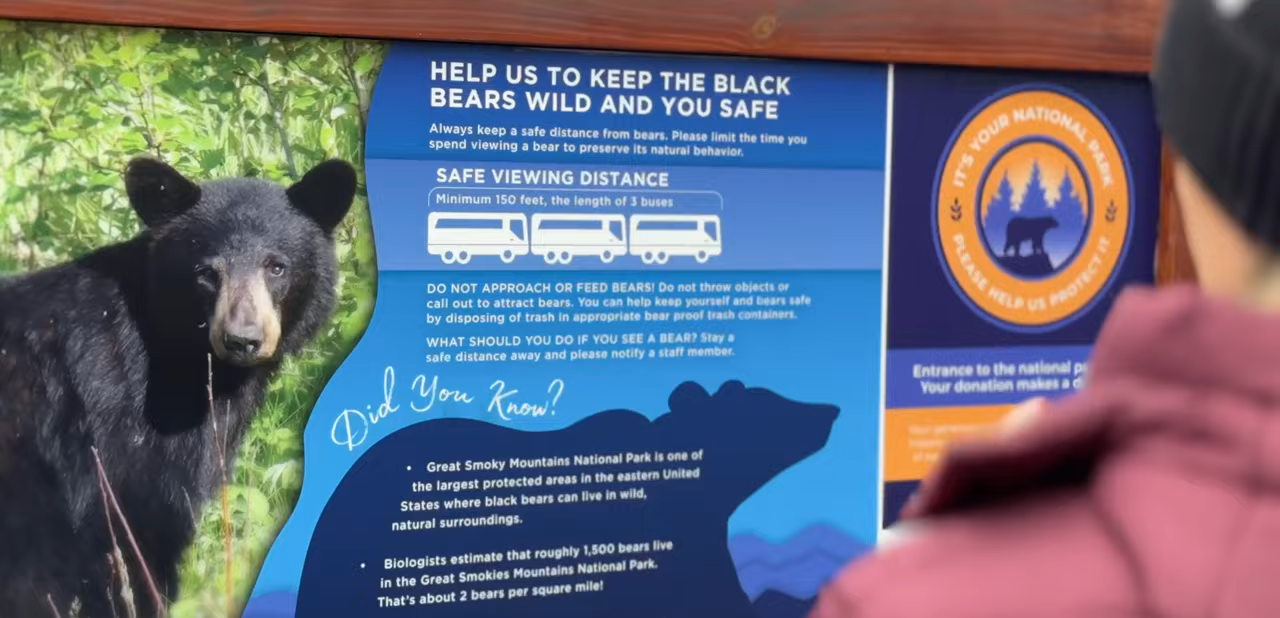 HELP US TO KEEP THE BLACK
BEARS WILD AND YOU SAFE
Always keep a safe distance from bears. Please limit the time you
spend viewing a bear to preserve its natural behavior.
SAFE VIEWING DISTANCE
Minimum 150 feet, the length of 3 buses
DO NOT APPROACH OR FEED BEARS! Do not throw objects or
call out to attract bears. You can help keep yourself and bears safe
by disposing of trash in appropriate bear proof trash containers.
WHAT SHOULD YOU DO IF YOU SEE A BEAR? Stay a
safe distance away and please notify a staff member.
Did You Know?
• Great Smoky Mountains National Park is one of
the largest protected areas in the eastern United
States where black bears can live in wild,
natural surroundings.
• Biologists estimate that roughly 1,500 bears live
in the Great Smokies Mountains National Park.
That's about 2 bears per square mile!
IT'S YOUR NATIONAL PARK
PLEASE HELP US PROTECT IT
Entrance to the national
Your donation makes a